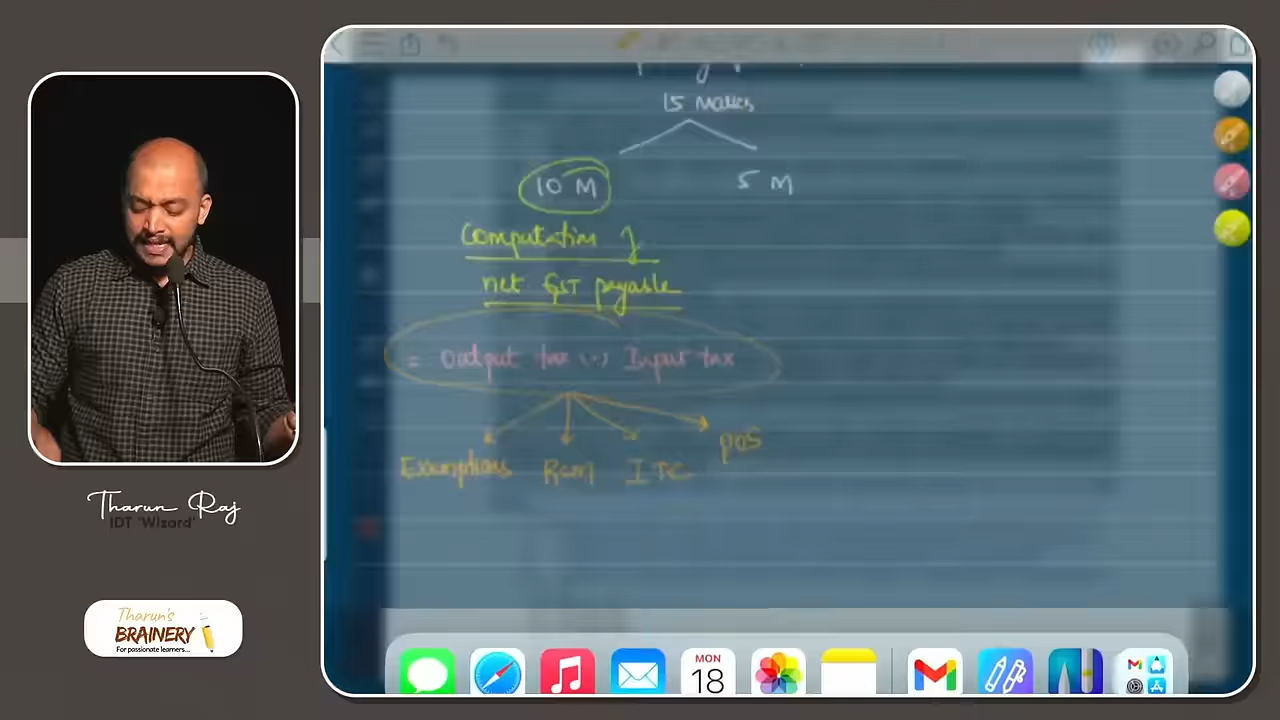 15 Marks
10 M
5 M
Computation of
net GST payable
= Output tax (-) Input tax
Exemptions RCM ITC POS
Tharun Raj
IDT 'Wizard'
Tharun's
BRAINERY
For passionate learners...
MON
18